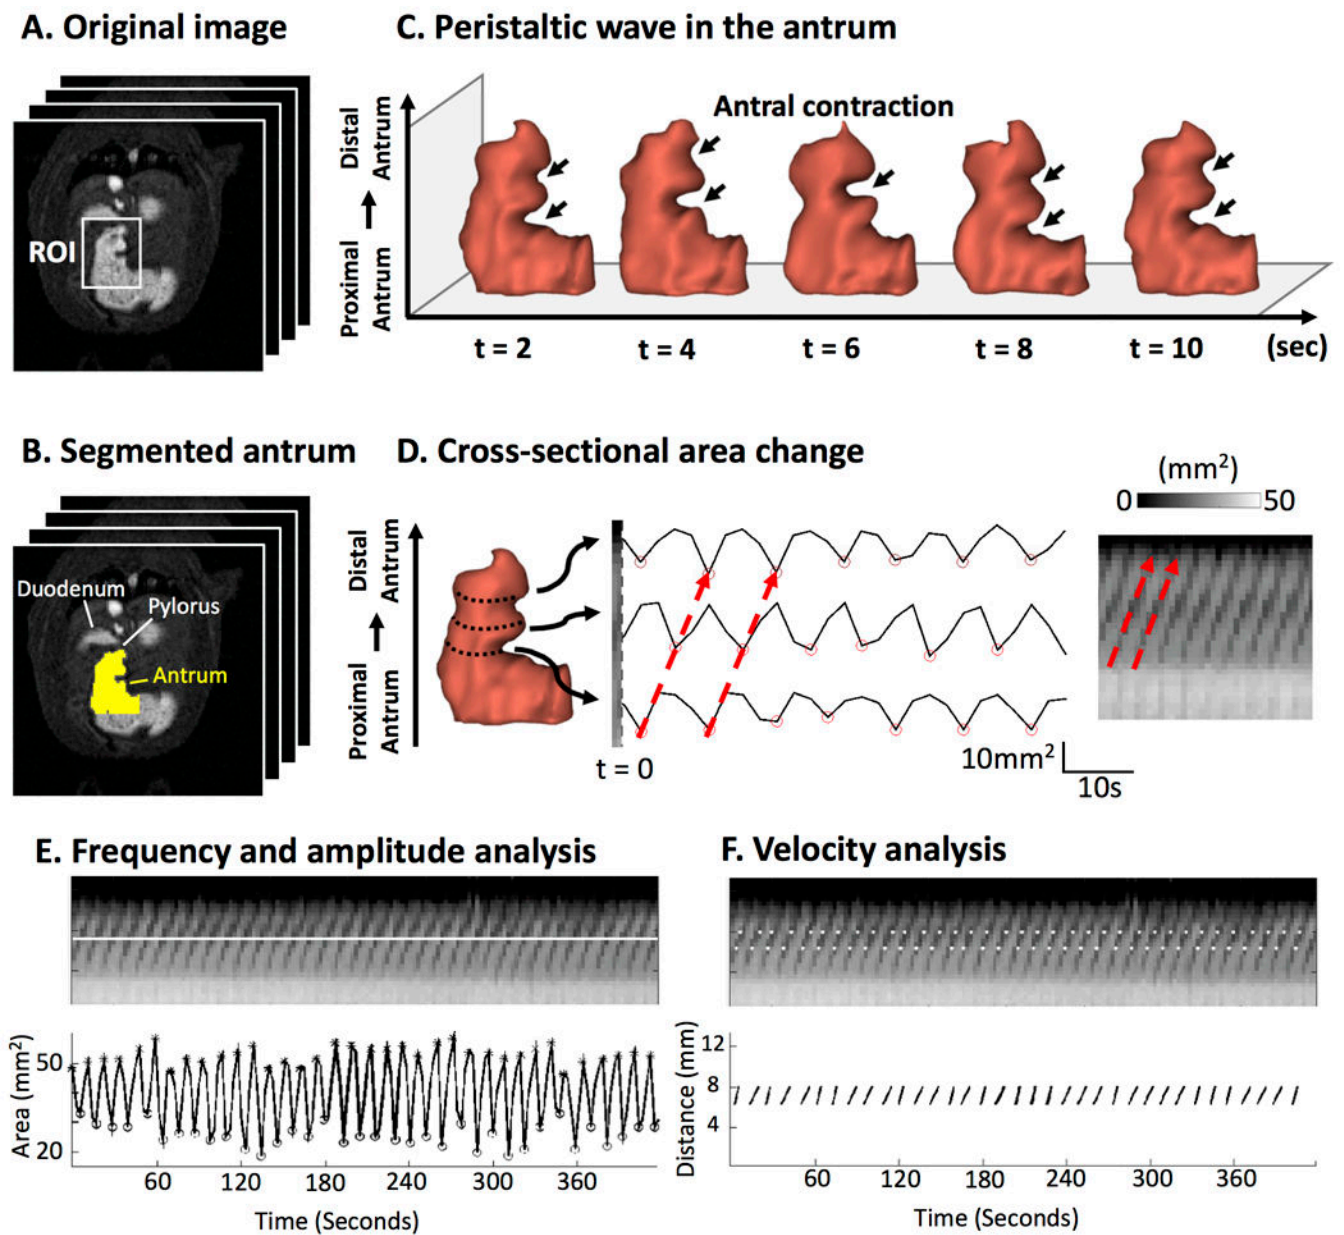 A. Original image
ROI
C. Peristaltic wave in the antrum
Antral contraction
Proximal Antrum → Distal Antrum
t = 2
t = 4
t = 6
t = 8
t = 10
(sec)
B. Segmented antrum
Duodenum
Pylorus
Antrum
D. Cross-sectional area change
Proximal Antrum → Distal Antrum
t = 0
10mm²
10s
(mm²)
0
50
E. Frequency and amplitude analysis
Area (mm²)
50
20
60
120
180
240
300
360
Time (Seconds)
F. Velocity analysis
Distance (mm)
12
8
4
60
120
180
240
300
360
Time (Seconds)